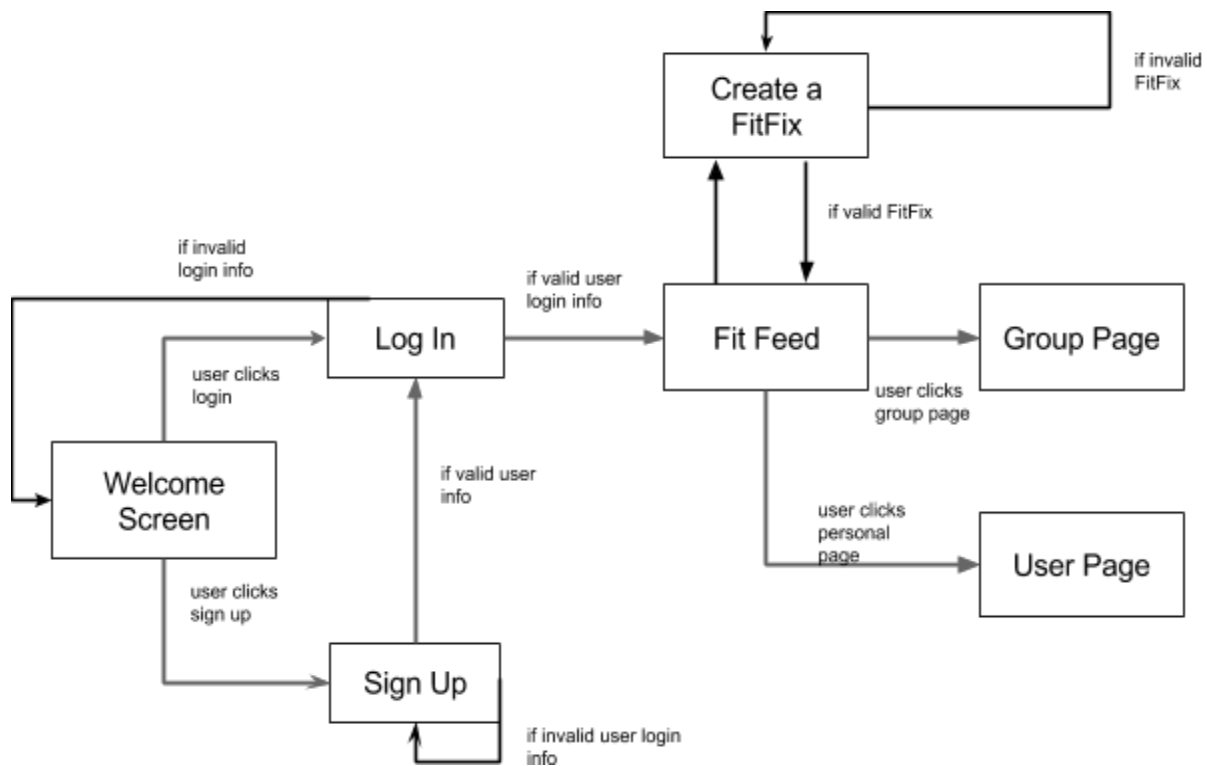 if invalid
FitFix
Create a
FitFix
if valid FitFix
if invalid
login info
if valid user
login info
Log In
Fit Feed
Group Page
user clicks
login
user clicks
group page
Welcome
Screen
if valid user
info
user clicks
personal
page
User Page
user clicks
sign up
Sign Up
if invalid user login
info